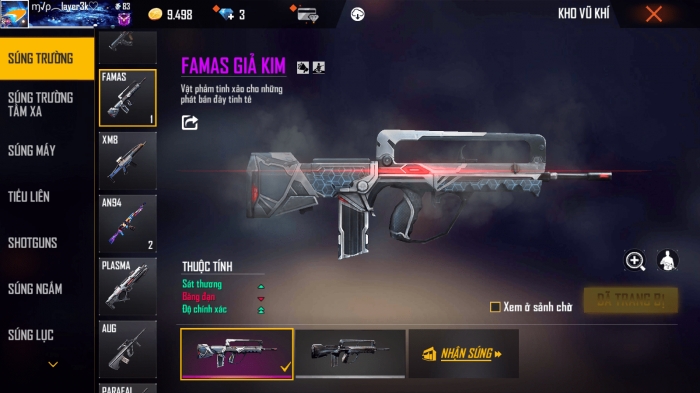 83
9.498
3
KHO VŨ KHÍ
SÚNG TRƯỜNG
SÚNG TRƯỜNG
TẦM XA
SÚNG MÁY
TIỂU LIÊN
SHOTGUNS
SÚNG NGẮM
SÚNG LỤC
FAMAS
1
XM8
AN94
2
PLASMA
AUG
PARAFAL
FAMAS GIẢ KIM
Vật phẩm tinh xảo cho những
phát bắn đầy tinh tế
THUỘC TÍNH
Sát thương
Băng đạn
Độ chính xác
Xem ở sảnh chờ
ĐÃ TRANG BỊ
NHẬN SÚNG